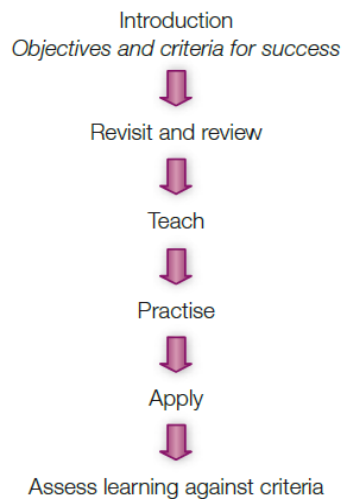 Introduction
Objectives and criteria for success
Revisit and review
Teach
Practise
Apply
Assess learning against criteria